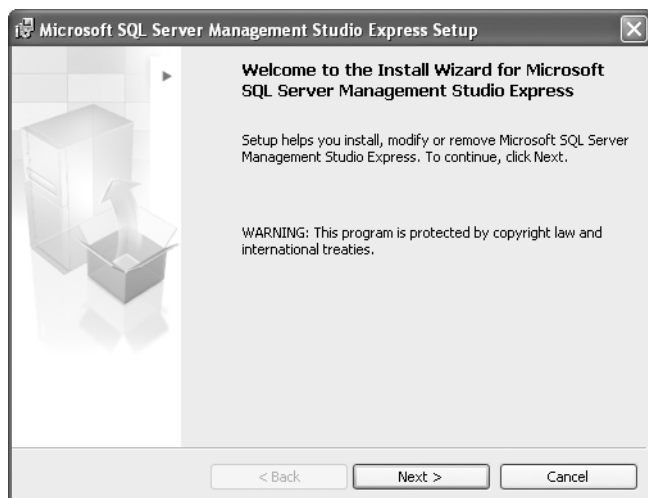 Microsoft SQL Server Management Studio Express Setup
Welcome to the Install Wizard for Microsoft
SQL Server Management Studio Express
Setup helps you install, modify or remove Microsoft SQL Server
Management Studio Express. To continue, click Next.
WARNING: This program is protected by copyright law and
international treaties.
< Back
Next >
Cancel